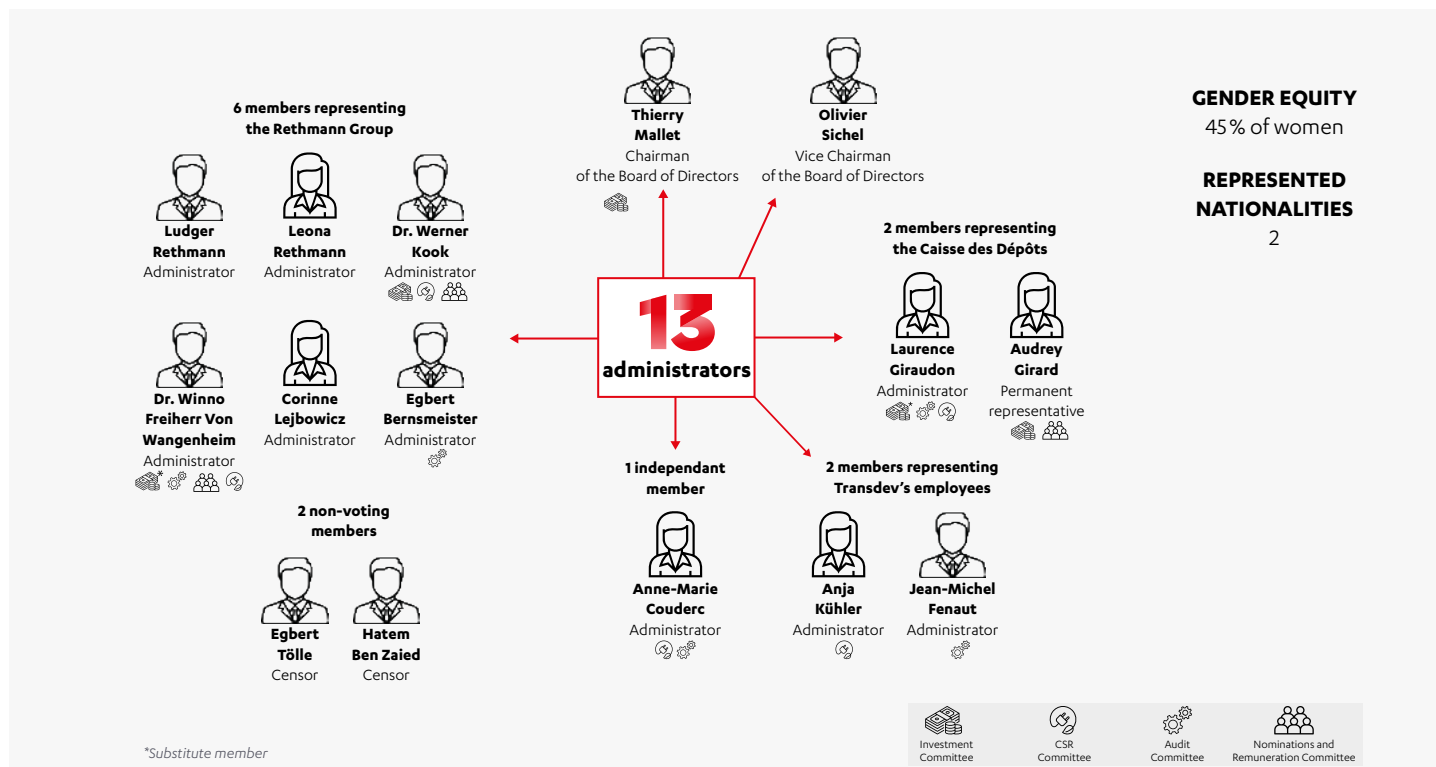 6 members representing
the Rethmann Group
Ludger
Rethmann
Administrator
Leona
Rethmann
Administrator
Dr. Werner
Kook
Administrator
Dr. Winno
Freiherr Von
Wangenheim
Administrator
*
Corinne
Lejbowicz
Administrator
Egbert
Bernsmeister
Administrator
2 non-voting
members
Egbert
Tölle
Censor
Hatem
Ben Zaied
Censor
Thierry
Mallet
Chairman
of the Board of Directors
Olivier
Sichel
Vice Chairman
of the Board of Directors
13
administrators
2 members representing
the Caisse des Dépôts
Laurence
Giraudon
Administrator
*
Audrey
Girard
Permanent
representative
1 independant
member
Anne-Marie
Couderc
Administrator
2 members representing
Transdev's employees
Anja
Kühler
Administrator
Jean-Michel
Fenaut
Administrator
GENDER EQUITY
45% of women
REPRESENTED
NATIONALITIES
2
*Substitute member
Investment
Committee
CSR
Committee
Audit
Committee
Nominations and
Remuneration Committee